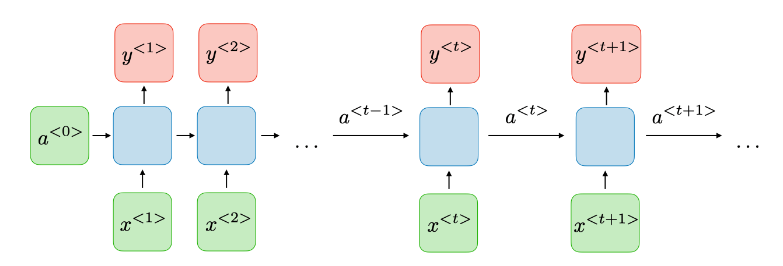 y^{<1>} y^{<2>} y^{<t>} y^{<t+1>}
a^{<0>} ... a^{<t-1>} a^{<t>} a^{<t+1>} ...
x^{<1>} x^{<2>} x^{<t>} x^{<t+1>}